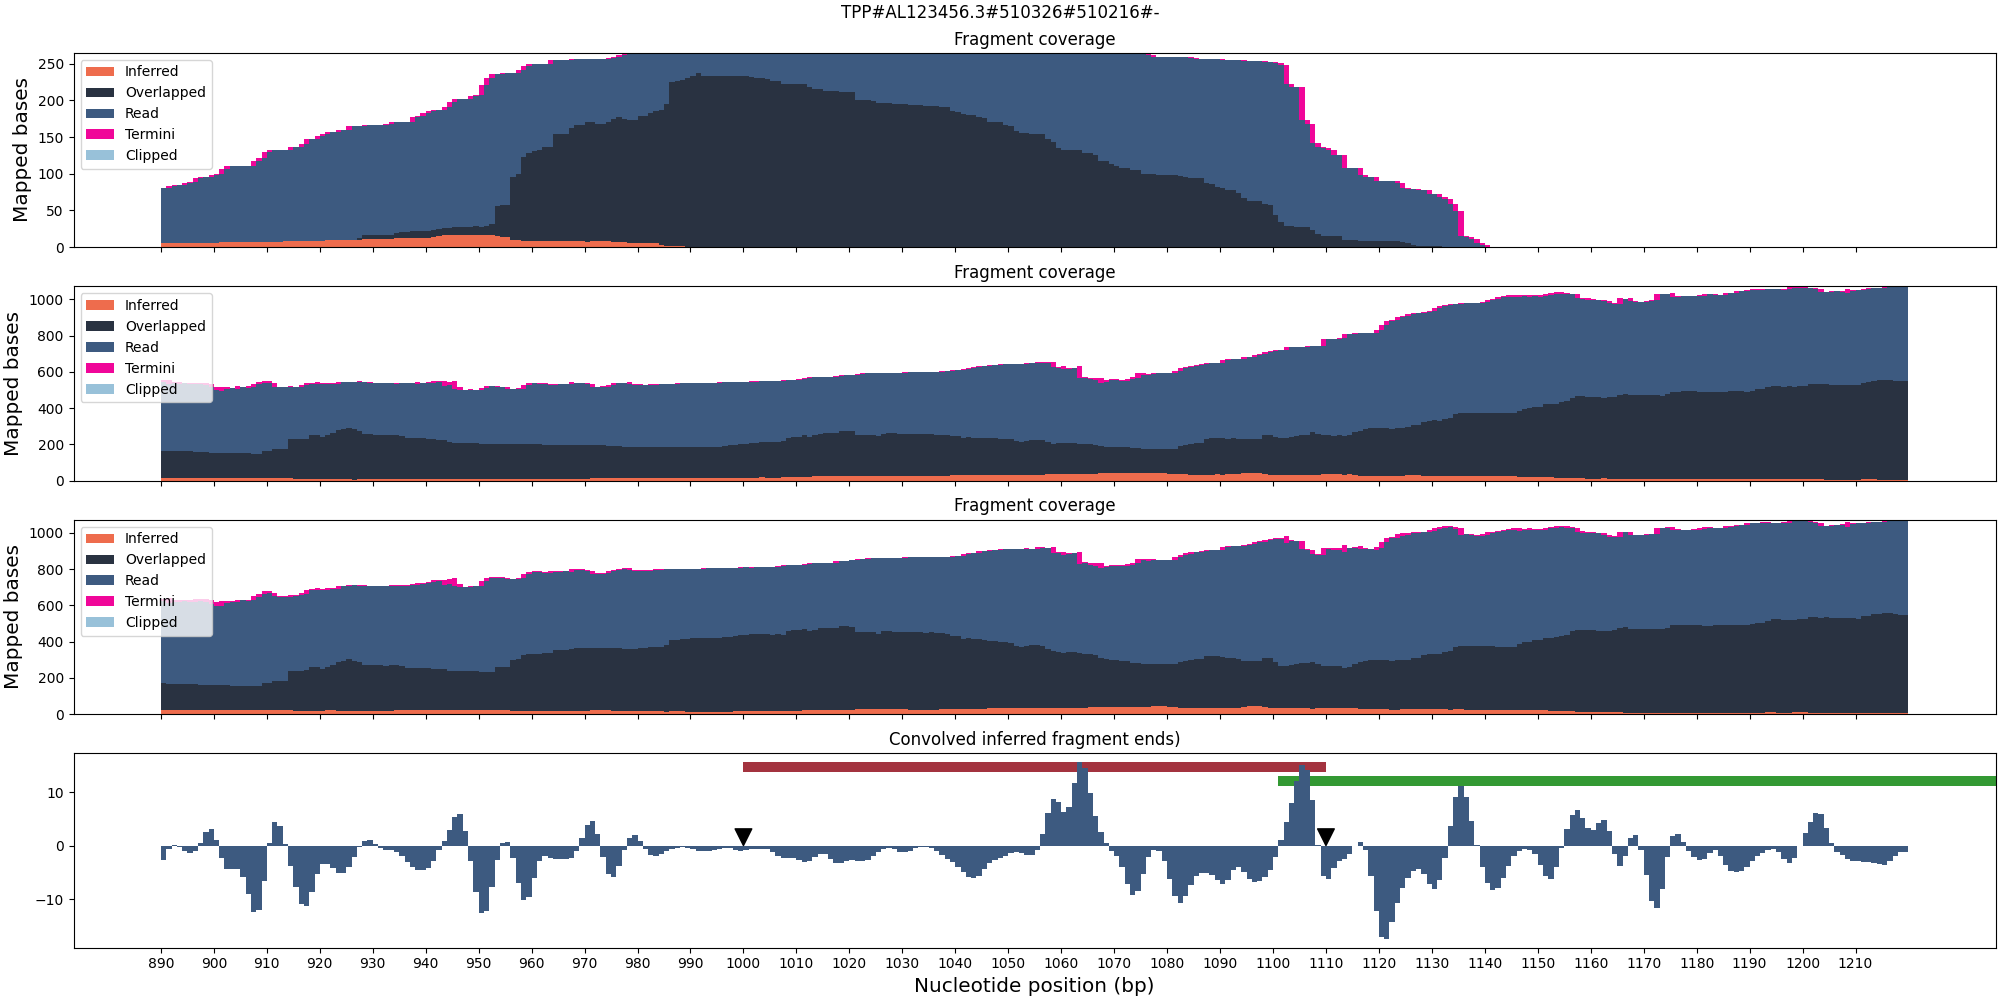 TPP#AL123456.3#510326#510216#-
Fragment coverage
Mapped bases
250
200
150
100
50
0
Inferred
Overlapped
Read
Termini
Clipped
Fragment coverage
Mapped bases
1000
800
600
400
200
0
Inferred
Overlapped
Read
Termini
Clipped
Fragment coverage
Mapped bases
1000
800
600
400
200
0
Inferred
Overlapped
Read
Termini
Clipped
Convolved inferred fragment ends)
10
0
−10
890 900 910 920 930 940 950 960 970 980 990 1000 1010 1020 1030 1040 1050 1060 1070 1080 1090 1100 1110 1120 1130 1140 1150 1160 1170 1180 1190 1200 1210
Nucleotide position (bp)